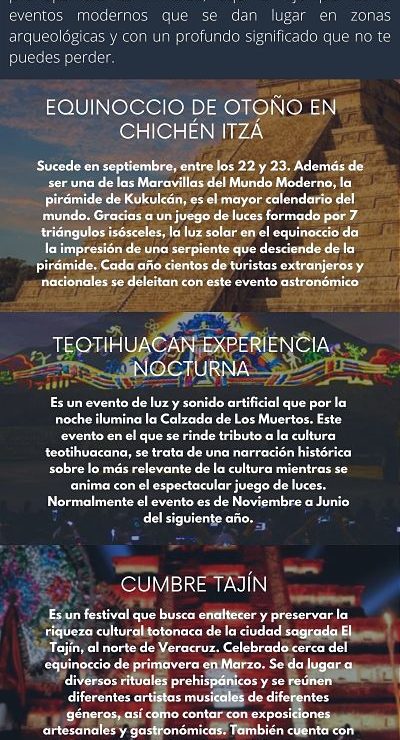 eventos modernos que se dan lugar en zonas
arqueológicas y con un profundo significado que no te
puedes perder.
EQUINOCCIO DE OTOÑO EN
CHICHÉN ITZÁ
Sucede en septiembre, entre los 22 y 23. Además de
ser una de las Maravillas del Mundo Moderno, la
pirámide de Kukulcán, es el mayor calendario del
mundo. Gracias a un juego de luces formado por 7
triángulos isósceles, la luz solar en el equinoccio da
la impresión de una serpiente que desciende de la
pirámide. Cada año cientos de turistas extranjeros y
nacionales se deleitan con este evento astronómico
TEOTIHUACAN EXPERIENCIA
NOCTURNA
Es un evento de luz y sonido artificial que por la
noche ilumina la Calzada de Los Muertos. Este
evento en el que se rinde tributo a la cultura
teotihuacana, se trata de una narración histórica
sobre lo más relevante de la cultura mientras se
anima con el espectacular juego de luces.
Normalmente el evento es de Noviembre a Junio
del siguiente año.
CUMBRE TAJÍN
Es un festival que busca enaltecer y preservar la
riqueza cultural totonaca de la ciudad sagrada El
Tajín, al norte de Veracruz. Celebrado cerca del
equinoccio de primavera en Marzo. Se da lugar a
diversos rituales prehispánicos y se reúnen
diferentes artistas musicales de diferentes
géneros, así como contar con exposiciones
artesanales y gastronómicas. También cuenta con